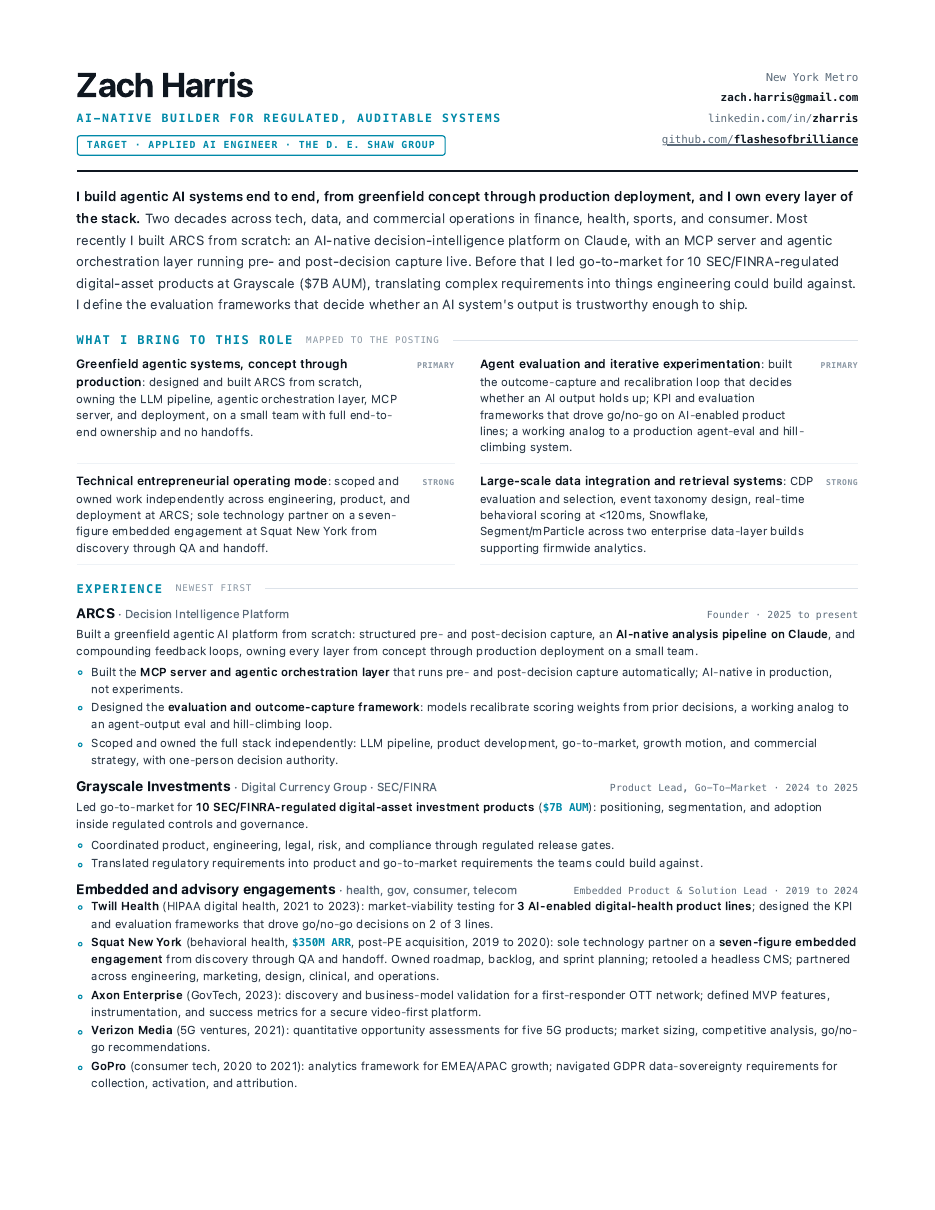 Zach Harris
AI–NATIVE BUILDER FOR REGULATED, AUDITABLE SYSTEMS
TARGET · APPLIED AI ENGINEER · THE D. E. SHAW GROUP
New York Metro
zach.harris@gmail.com
linkedin.com/in/zharris
github.com/flashesofbrilliance
I build agentic AI systems end to end, from greenfield concept through production deployment, and I own every layer of
the stack. Two decades across tech, data, and commercial operations in finance, health, sports, and consumer. Most
recently I built ARCS from scratch: an AI-native decision-intelligence platform on Claude, with an MCP server and agentic
orchestration layer running pre- and post-decision capture live. Before that I led go-to-market for 10 SEC/FINRA-regulated
digital-asset products at Grayscale ($7B AUM), translating complex requirements into things engineering could build against.
I define the evaluation frameworks that decide whether an AI system's output is trustworthy enough to ship.
WHAT I BRING TO THIS ROLE MAPPED TO THE POSTING
Greenfield agentic systems, concept through PRIMARY
production: designed and built ARCS from scratch,
owning the LLM pipeline, agentic orchestration layer, MCP
server, and deployment, on a small team with full end-to-
end ownership and no handoffs.
Agent evaluation and iterative experimentation: built PRIMARY
the outcome-capture and recalibration loop that decides
whether an AI output holds up; KPI and evaluation
frameworks that drove go/no-go on AI-enabled product
lines; a working analog to a production agent-eval and hill-
climbing system.
Technical entrepreneurial operating mode: scoped and STRONG
owned work independently across engineering, product, and
deployment at ARCS; sole technology partner on a seven-
figure embedded engagement at Squat New York from
discovery through QA and handoff.
Large-scale data integration and retrieval systems: CDP STRONG
evaluation and selection, event taxonomy design, real-time
behavioral scoring at <120ms, Snowflake,
Segment/mParticle across two enterprise data-layer builds
supporting firmwide analytics.
EXPERIENCE NEWEST FIRST
ARCS · Decision Intelligence Platform Founder · 2025 to present
Built a greenfield agentic AI platform from scratch: structured pre- and post-decision capture, an AI-native analysis pipeline on Claude, and
compounding feedback loops, owning every layer from concept through production deployment on a small team.
Built the MCP server and agentic orchestration layer that runs pre- and post-decision capture automatically; AI-native in production,
not experiments.
Designed the evaluation and outcome-capture framework: models recalibrate scoring weights from prior decisions, a working analog to
an agent-output eval and hill-climbing loop.
Scoped and owned the full stack independently: LLM pipeline, product development, go-to-market, growth motion, and commercial
strategy, with one-person decision authority.
Grayscale Investments · Digital Currency Group · SEC/FINRA Product Lead, Go–To–Market · 2024 to 2025
Led go-to-market for 10 SEC/FINRA-regulated digital-asset investment products ($7B AUM): positioning, segmentation, and adoption
inside regulated controls and governance.
Coordinated product, engineering, legal, risk, and compliance through regulated release gates.
Translated regulatory requirements into product and go-to-market requirements the teams could build against.
Embedded and advisory engagements · health, gov, consumer, telecom Embedded Product & Solution Lead · 2019 to 2024
Twill Health (HIPAA digital health, 2021 to 2023): market-viability testing for 3 AI-enabled digital-health product lines; designed the KPI
and evaluation frameworks that drove go/no-go decisions on 2 of 3 lines.
Squat New York (behavioral health, $350M ARR, post-PE acquisition, 2019 to 2020): sole technology partner on a seven-figure embedded
engagement from discovery through QA and handoff. Owned roadmap, backlog, and sprint planning; retooled a headless CMS; partnered
across engineering, marketing, design, clinical, and operations.
Axon Enterprise (GovTech, 2023): discovery and business-model validation for a first-responder OTT network; defined MVP features,
instrumentation, and success metrics for a secure video-first platform.
Verizon Media (5G ventures, 2021): quantitative opportunity assessments for five 5G products; market sizing, competitive analysis, go/no-
go recommendations.
GoPro (consumer tech, 2020 to 2021): analytics framework for EMEA/APAC growth; navigated GDPR data-sovereignty requirements for
collection, activation, and attribution.